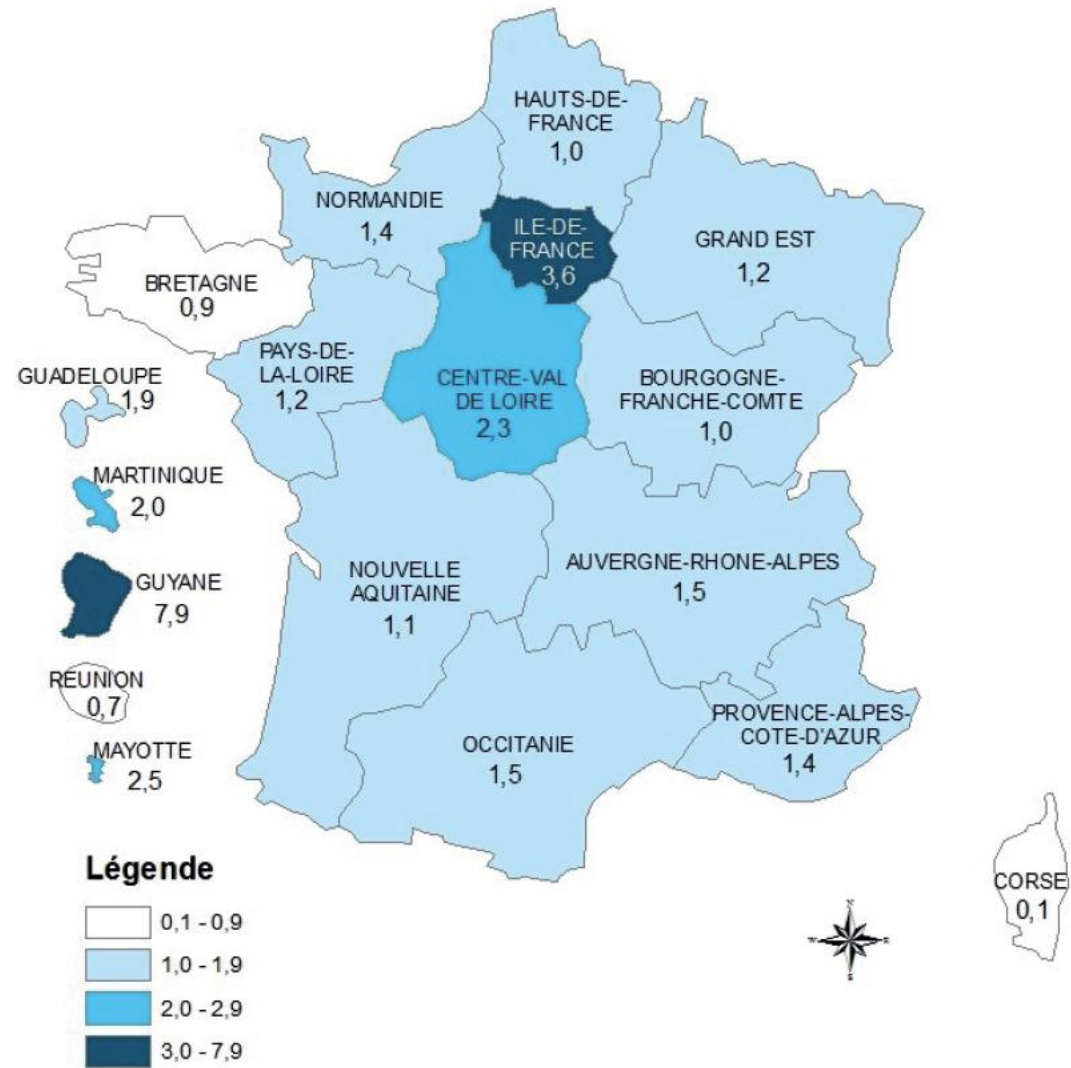 HAUTS-DE-
FRANCE
1,0
NORMANDIE
1,4
ILE-DE-
FRANCE
3,6
GRAND EST
1,2
BRETAGNE
0,9
PAYS-DE-
LA-LOIRE
1,2
CENTRE-VAL
DE LOIRE
2,3
BOURGOGNE-
FRANCHE-COMTE
1,0
GUADELOUPE
1,9
MARTINIQUE
2,0
GUYANE
7,9
REUNION
0,7
MAYOTTE
2,5
NOUVELLE
AQUITAINE
1,1
AUVERGNE-RHONE-ALPES
1,5
OCCITANIE
1,5
PROVENCE-ALPES-
COTE-D'AZUR
1,4
CORSE
0,1
Légende
0,1 - 0,9
1,0 - 1,9
2,0 - 2,9
3,0 - 7,9
N
W
E
S